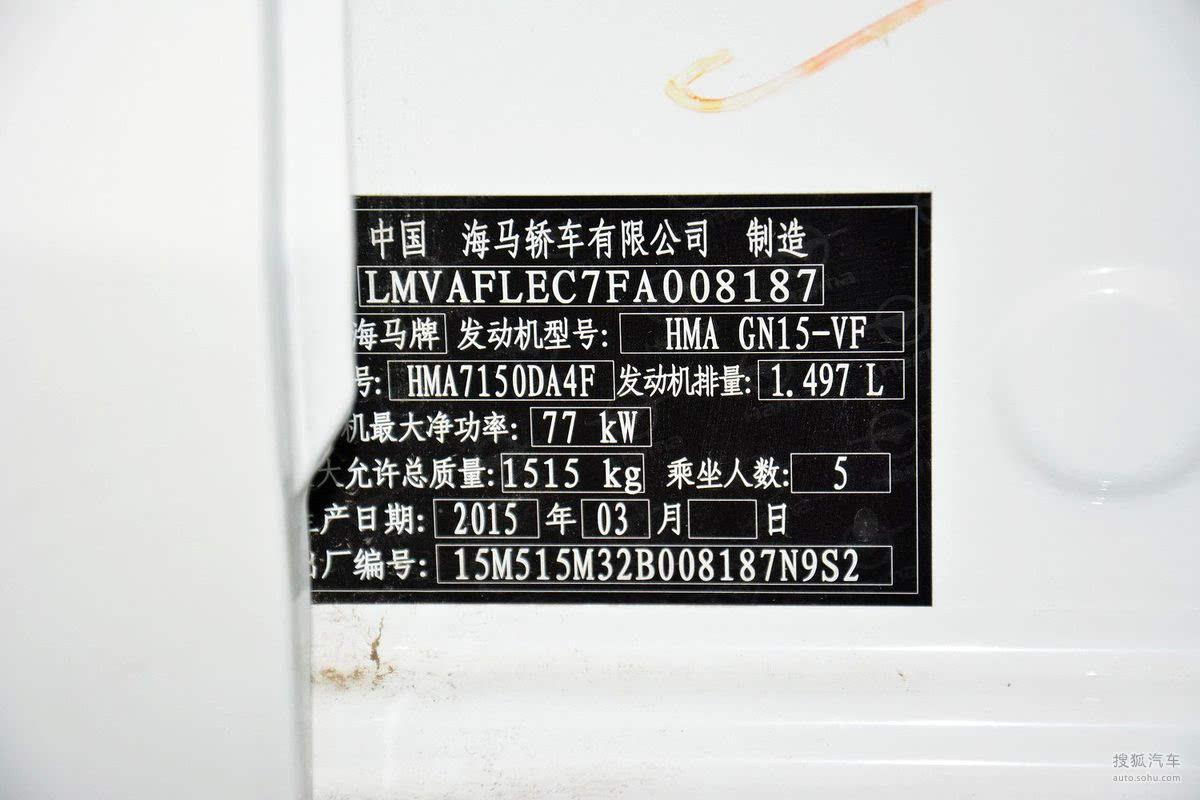 中国 海马轿车有限公司 制造
LMVAFLEC7FA008187
海马牌 发动机型号: HMA GN15-VF
号: HMA7150DA4F 发动机排量: 1.497 L
机最大净功率: 77 kW
大允许总质量: 1515 kg 乘坐人数: 5
生产日期: 2015 年 03 月 日
出厂编号: 15M515M32B008187N9S2
搜狐汽车
auto.sohu.com